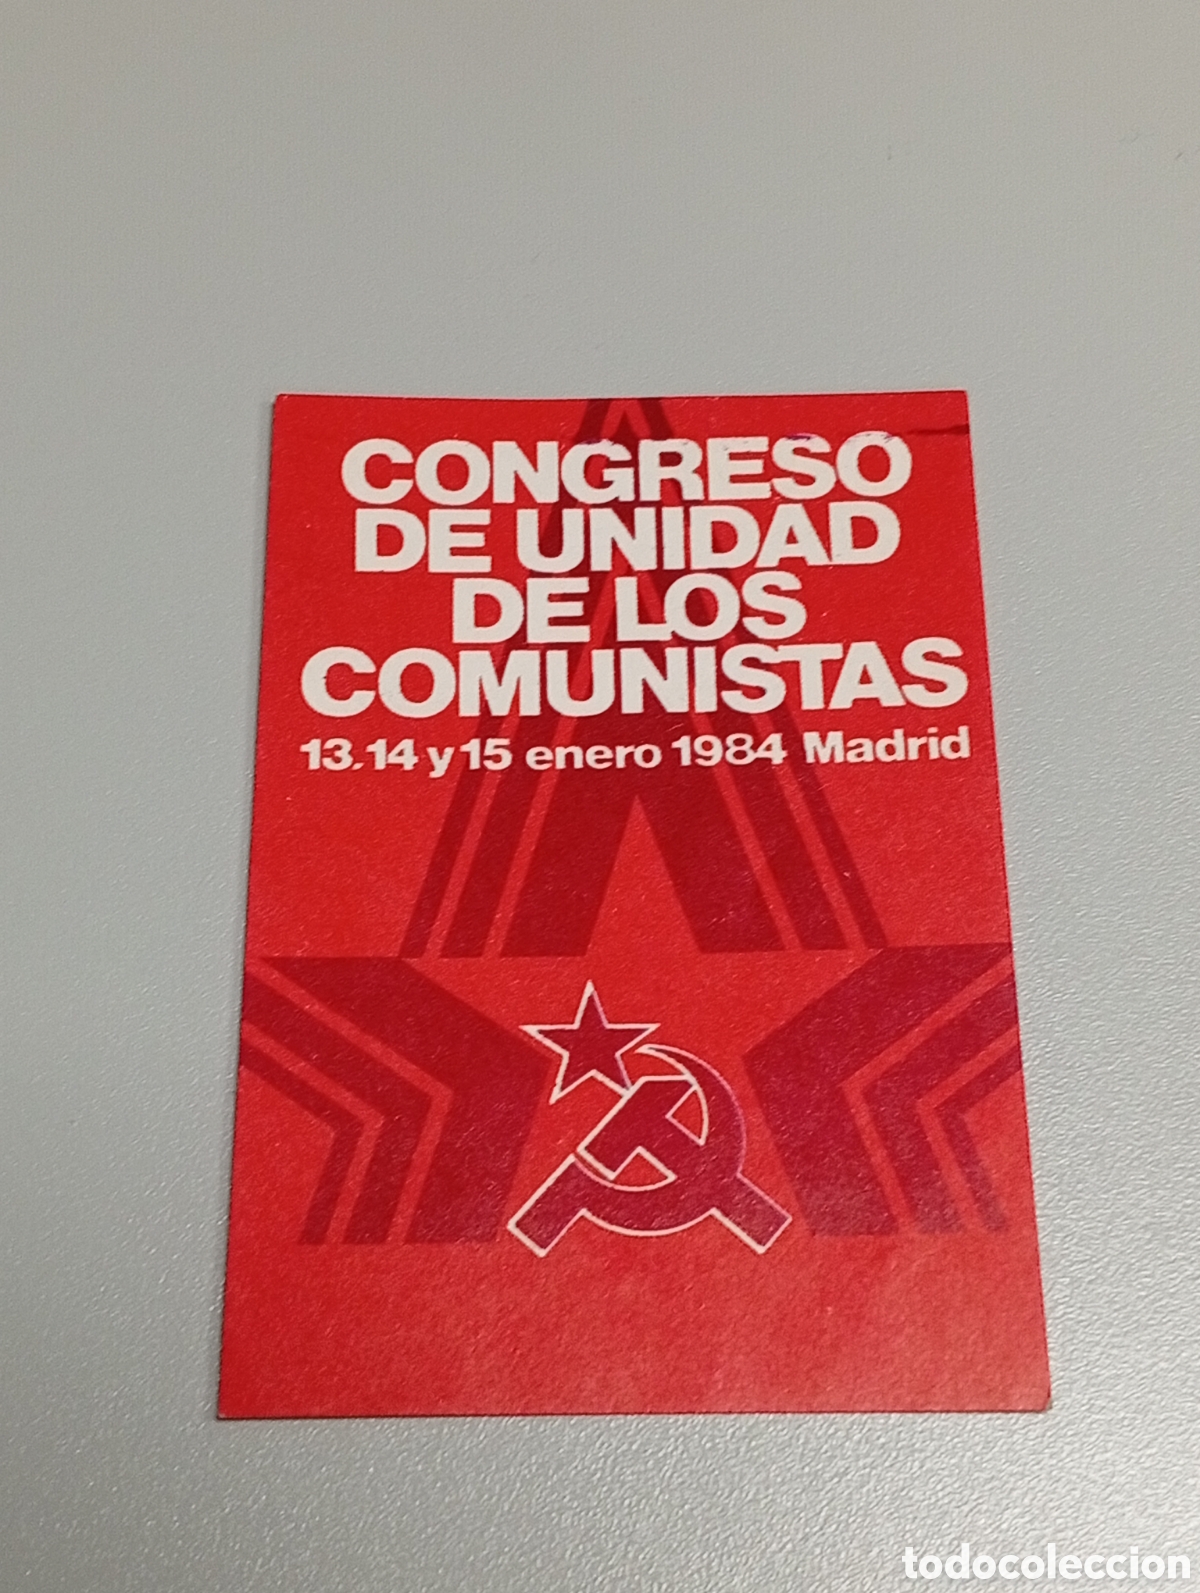 CONGRESO
DE UNIDAD
DE LOS
COMUNISTAS
13.14 y 15 enero 1984 Madrid
todocoleccion